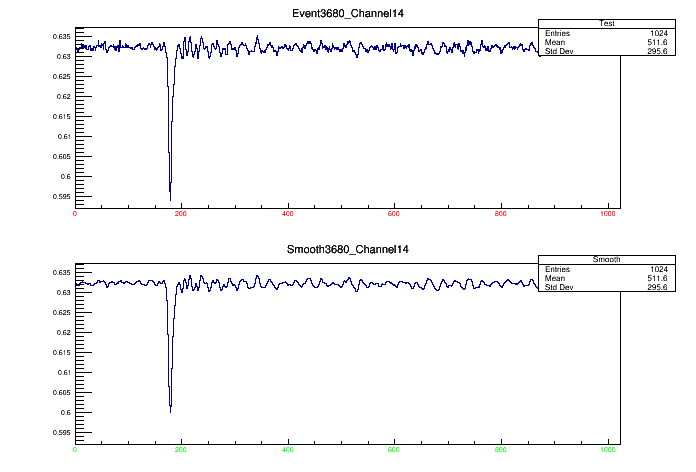 Event3680_Channel14
Test
Entries 1024
Mean 511.6
Std Dev 295.6
0.635
0.63
0.625
0.62
0.615
0.61
0.605
0.6
0.595
0 200 400 600 800 1000
Smooth3680_Channel14
Smooth
Entries 1024
Mean 511.6
Std Dev 295.6
0.635
0.63
0.625
0.62
0.615
0.61
0.605
0.6
0.595
0 200 400 600 800 1000